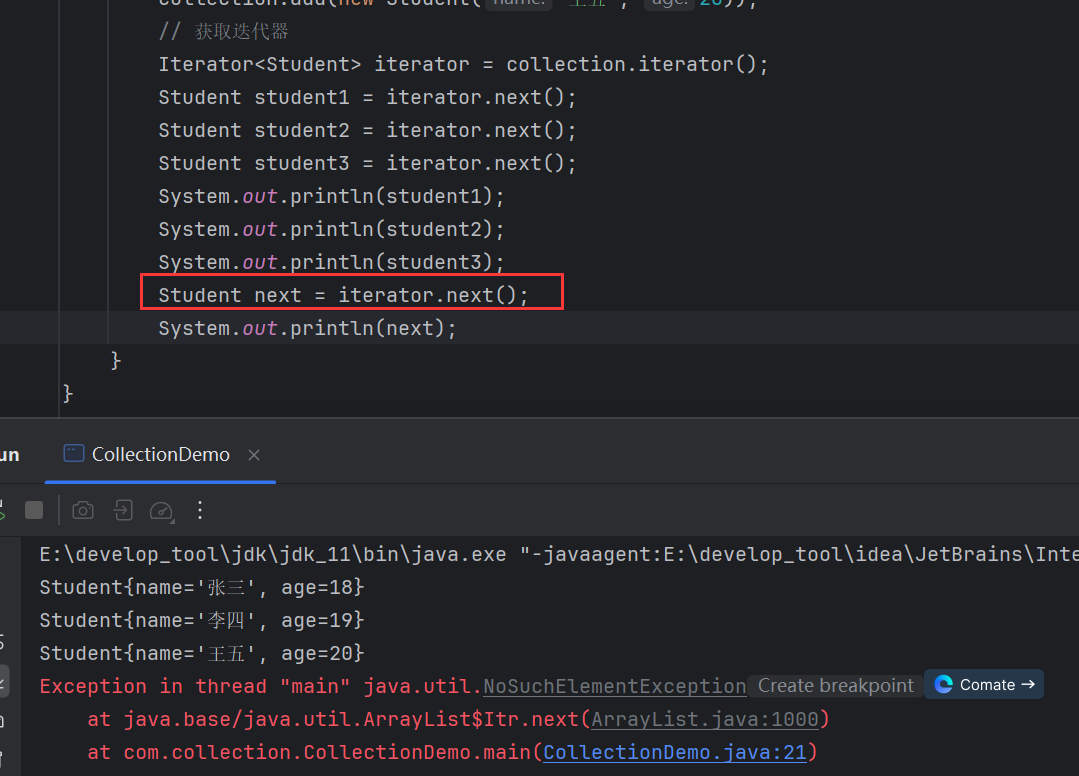 collection.add(new Student( name: "王五", age: 20));
// 获取迭代器
Iterator<Student> iterator = collection.iterator();
Student student1 = iterator.next();
Student student2 = iterator.next();
Student student3 = iterator.next();
System.out.println(student1);
System.out.println(student2);
System.out.println(student3);
Student next = iterator.next();
System.out.println(next);
}
}
un
CollectionDemo
E:\develop_tool\jdk\jdk_11\bin\java.exe "-javaagent:E:\develop_tool\idea\JetBrains\Inte
Student{name='张三', age=18}
Student{name='李四', age=19}
Student{name='王五', age=20}
Exception in thread "main" java.util.NoSuchElementException Create breakpoint Comate →
at java.base/java.util.ArrayList$Itr.next(ArrayList.java:1000)
at com.collection.CollectionDemo.main(CollectionDemo.java:21)